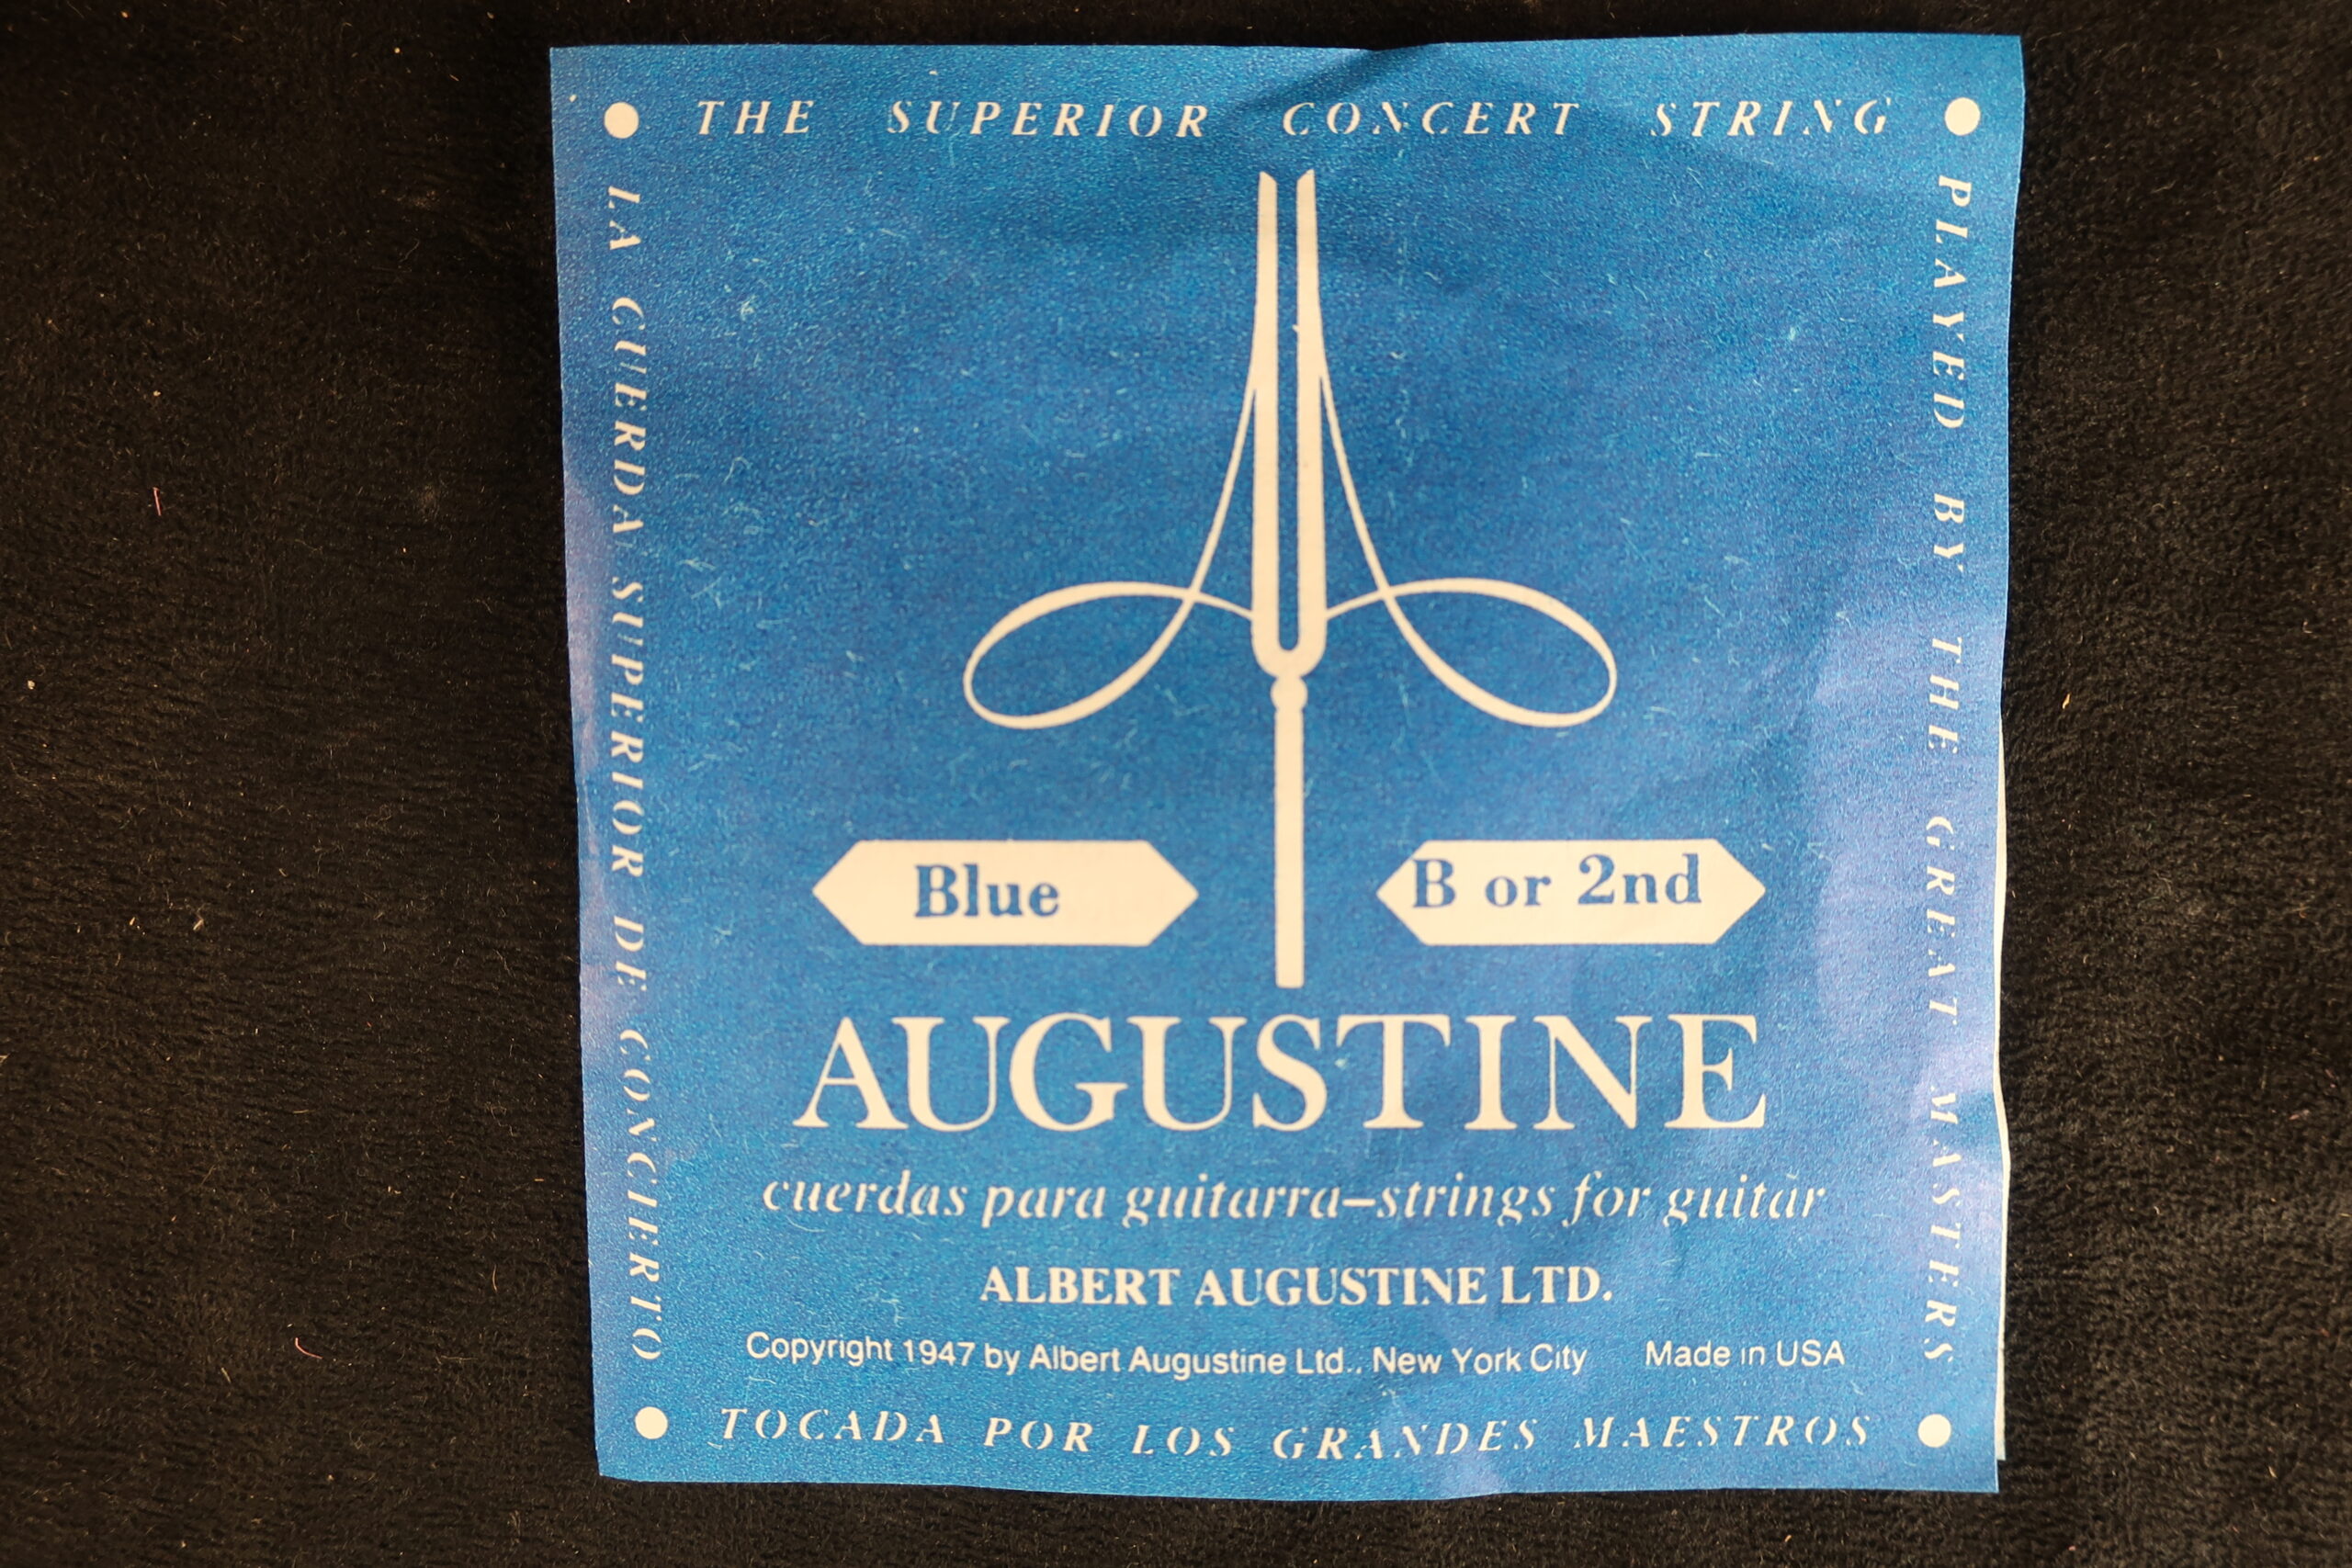 THE SUPERIOR CONCERT STRING
PLAYED BY THE GREAT MASTERS
LA CUERDA SUPERIOR DE CONCIERTO
Blue
B or 2nd
AUGUSTINE
cuerdas para guitarra–strings for guitar
ALBERT AUGUSTINE LTD.
Copyright 1947 by Albert Augustine Ltd., New York City Made in USA
TOCADA POR LOS GRANDES MAESTROS